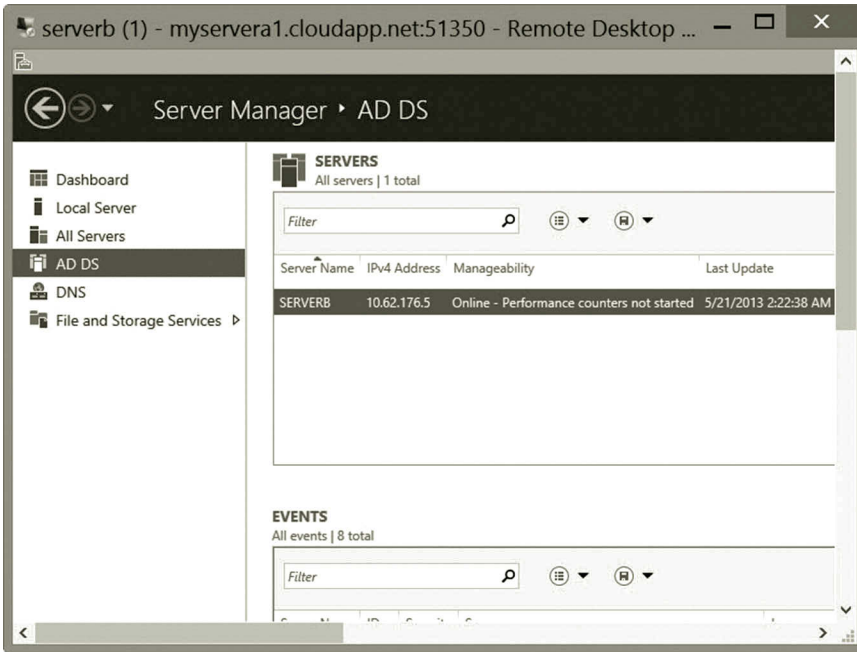 serverb (1) - myservera1.cloudapp.net:51350 - Remote Desktop ...
Server Manager ‣ AD DS
Dashboard
Local Server
All Servers
AD DS
DNS
File and Storage Services
SERVERS
All servers | 1 total
Filter
Server Name IPv4 Address Manageability Last Update
SERVERB 10.62.176.5 Online - Performance counters not started 5/21/2013 2:22:38 AM
EVENTS
All events | 8 total
Filter